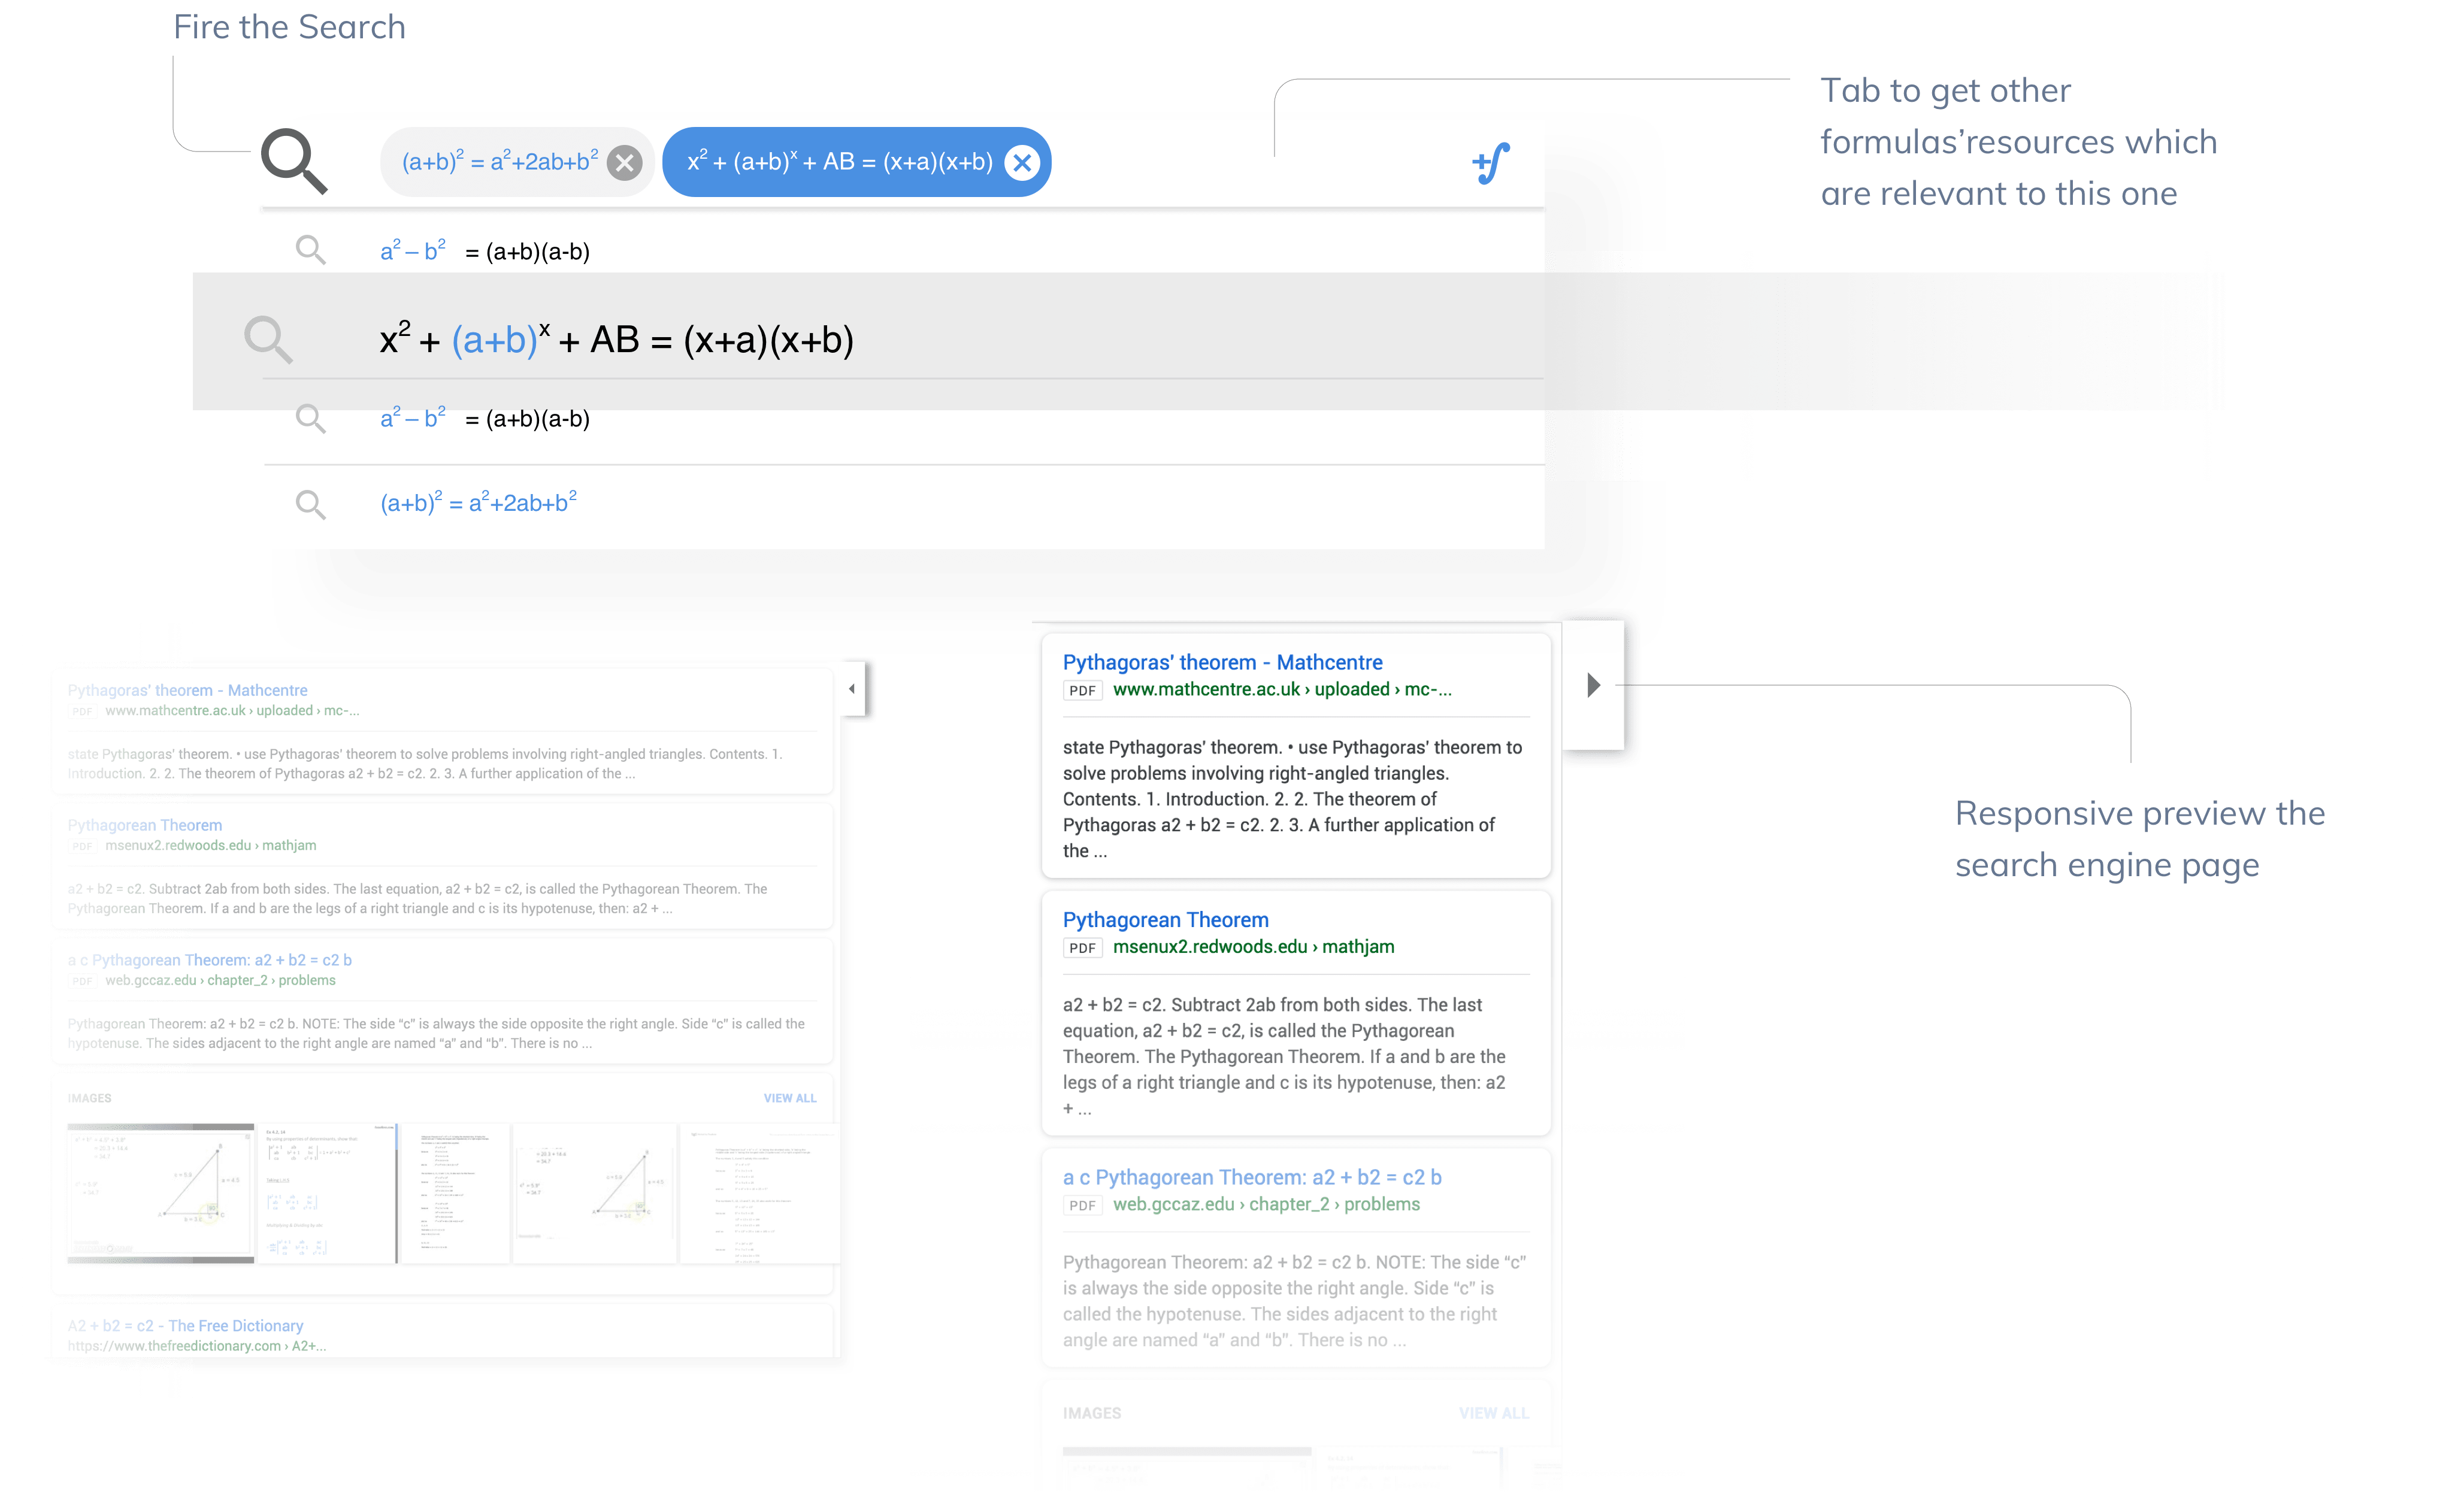 Fire the Search
Tab to get other
formulas’resources which
are relevant to this one
(a+b)² = a²+2ab+b²
x² + (a+b)ˣ + AB = (x+a)(x+b)
a² – b² = (a+b)(a-b)
x² + (a+b)ˣ + AB = (x+a)(x+b)
a² – b² = (a+b)(a-b)
(a+b)² = a²+2ab+b²
Pythagoras' theorem - Mathcentre
PDF www.mathcentre.ac.uk › uploaded › mc-...
state Pythagoras' theorem. • use Pythagoras' theorem to solve problems involving right-angled triangles. Contents. 1.
Introduction. 2. 2. The theorem of Pythagoras a2 + b2 = c2. 2. 3. A further application of the ...
Pythagorean Theorem
PDF msenux2.redwoods.edu › mathjam
a2 + b2 = c2. Subtract 2ab from both sides. The last equation, a2 + b2 = c2, is called the Pythagorean Theorem. The
Pythagorean Theorem. If a and b are the legs of a right triangle and c is its hypotenuse, then: a2 + ...
a c Pythagorean Theorem: a2 + b2 = c2 b
PDF web.gccaz.edu › chapter_2 › problems
Pythagorean Theorem: a2 + b2 = c2 b. NOTE: The side “c” is always the side opposite the right angle. Side “c” is called the
hypotenuse. The sides adjacent to the right angle are named “a” and “b”. There is no ...
IMAGES VIEW ALL
A2 + b2 = c2 - The Free Dictionary
https://www.thefreedictionary.com › A2+...
Pythagoras' theorem - Mathcentre
PDF www.mathcentre.ac.uk › uploaded › mc-...
state Pythagoras' theorem. • use Pythagoras' theorem to
solve problems involving right-angled triangles.
Contents. 1. Introduction. 2. 2. The theorem of
Pythagoras a2 + b2 = c2. 2. 3. A further application of
the ...
Pythagorean Theorem
PDF msenux2.redwoods.edu › mathjam
a2 + b2 = c2. Subtract 2ab from both sides. The last
equation, a2 + b2 = c2, is called the Pythagorean
Theorem. The Pythagorean Theorem. If a and b are the
legs of a right triangle and c is its hypotenuse, then: a2
+ ...
a c Pythagorean Theorem: a2 + b2 = c2 b
PDF web.gccaz.edu › chapter_2 › problems
Pythagorean Theorem: a2 + b2 = c2 b. NOTE: The side “c”
is always the side opposite the right angle. Side “c” is
called the hypotenuse. The sides adjacent to the right
angle are named “a” and “b”. There is no ...
IMAGES VIEW ALL
Responsive preview the
search engine page